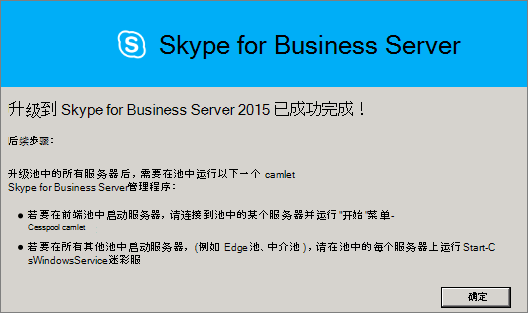 Skype for Business Server
升级到 Skype for Business Server 2015 已成功完成！
后续步骤：
升级池中的所有服务器后，需要在池中运行以下一个 camlet
Skype for Business Server管理程序：
● 若要在前端池中启动服务器，请连接到池中的某个服务器并运行 "开始"菜单-
Cesspool camlet
● 若要在所有其他池中启动服务器，(例如 Edge 池、中介池 )，请在池中的每个服务器上运行 Start-C
sWindowsService迷彩服
确定